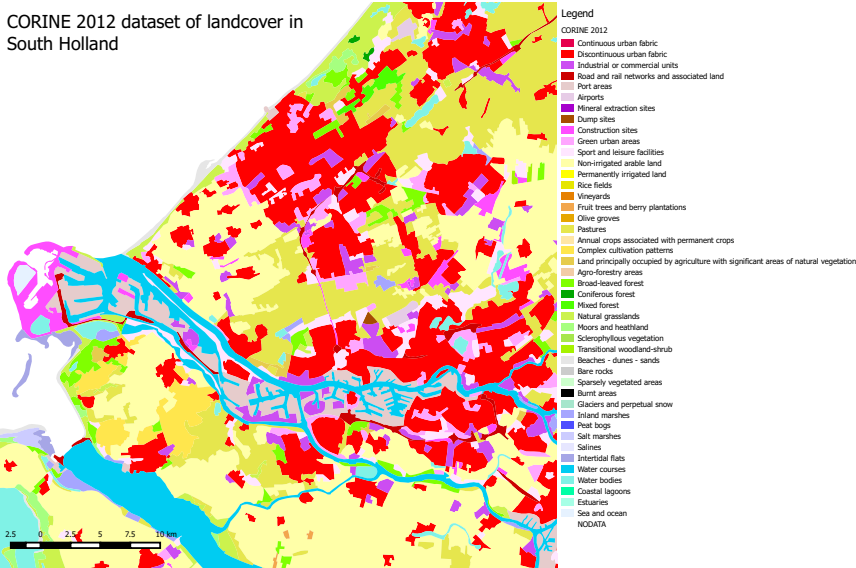 CORINE 2012 dataset of landcover in
South Holland
Legend
CORINE 2012
Continuous urban fabric
Discontinuous urban fabric
Industrial or commercial units
Road and rail networks and associated land
Port areas
Airports
Mineral extraction sites
Dump sites
Construction sites
Green urban areas
Sport and leisure facilities
Non-irrigated arable land
Permanently irrigated land
Rice fields
Vineyards
Fruit trees and berry plantations
Olive groves
Pastures
Annual crops associated with permanent crops
Complex cultivation patterns
Land principally occupied by agriculture with significant areas of natural vegetation
Agro-forestry areas
Broad-leaved forest
Coniferous forest
Mixed forest
Natural grasslands
Moors and heathland
Sclerophyllous vegetation
Transitional woodland-shrub
Beaches - dunes - sands
Bare rocks
Sparsely vegetated areas
Burnt areas
Glaciers and perpetual snow
Inland marshes
Peat bogs
Salt marshes
Salines
Intertidal flats
Water courses
Water bodies
Coastal lagoons
Estuaries
Sea and ocean
NODATA
2.5 0 2.5 5 7.5 10 km